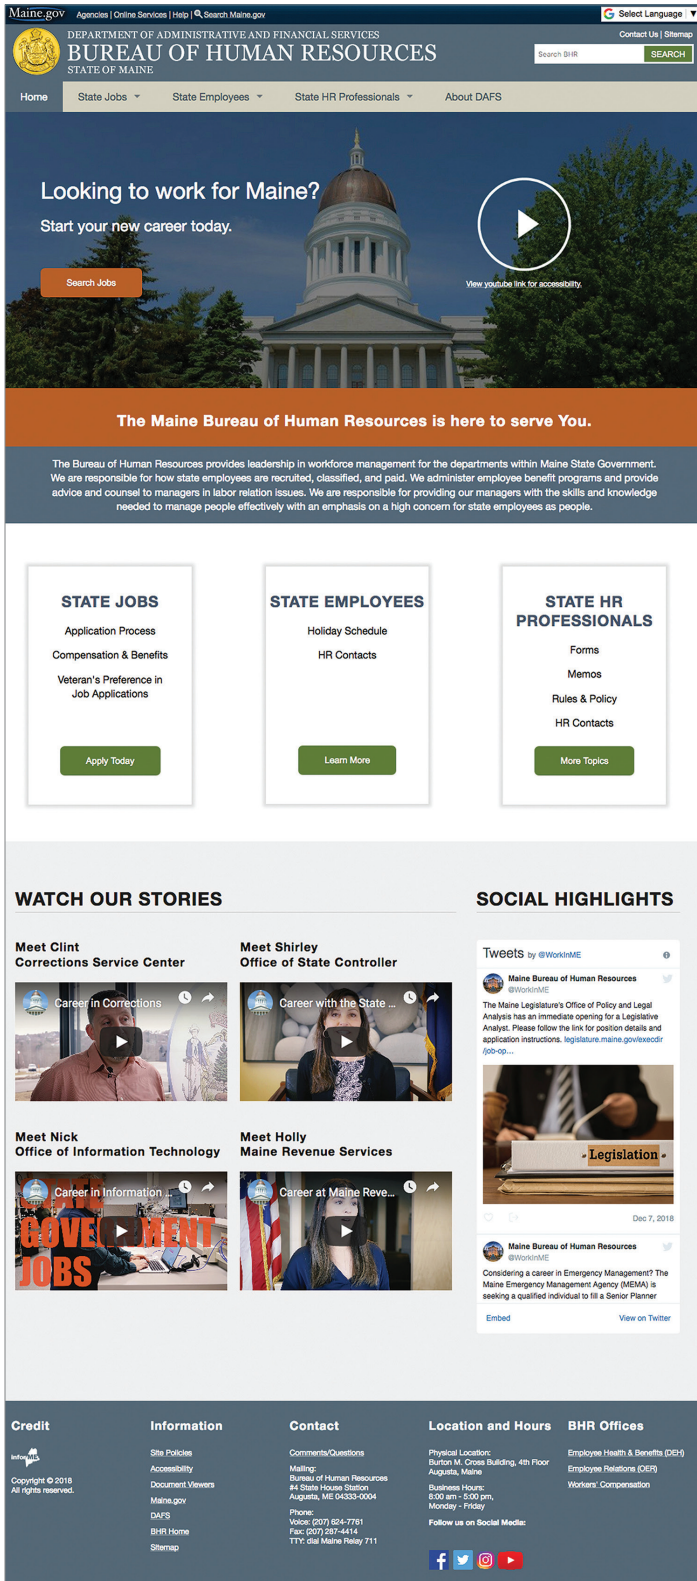 Maine.gov Agencies | Online Services | Help | Search Maine.gov
Select Language ▼
DEPARTMENT OF ADMINISTRATIVE AND FINANCIAL SERVICES
BUREAU OF HUMAN RESOURCES
STATE OF MAINE
Contact Us | Sitemap
Search BHR SEARCH
Home State Jobs State Employees State HR Professionals About DAFS
Looking to work for Maine?
Start your new career today.
Search Jobs
View youtube link for accessibility.
The Maine Bureau of Human Resources is here to serve You.
The Bureau of Human Resources provides leadership in workforce management for the departments within Maine State Government.
We are responsible for how state employees are recruited, classified, and paid. We administer employee benefit programs and provide
advice and counsel to managers in labor relation issues. We are responsible for providing our managers with the skills and knowledge
needed to manage people effectively with an emphasis on a high concern for state employees as people.
STATE JOBS
Application Process
Compensation & Benefits
Veteran's Preference in
Job Applications
Apply Today
STATE EMPLOYEES
Holiday Schedule
HR Contacts
Learn More
STATE HR
PROFESSIONALS
Forms
Memos
Rules & Policy
HR Contacts
More Topics
WATCH OUR STORIES
Meet Clint
Corrections Service Center
Career in Corrections
Meet Shirley
Office of State Controller
Career with the State ...
Meet Nick
Office of Information Technology
Career in Information ...
STATE
GOVERNMENT
JOBS
Meet Holly
Maine Revenue Services
Career at Maine Reve...
SOCIAL HIGHLIGHTS
Tweets by @WorkInME
Maine Bureau of Human Resources
@WorkInME
The Maine Legislature's Office of Policy and Legal
Analysis has an immediate opening for a Legislative
Analyst. Please follow the link for position details and
application instructions. legislature.maine.gov/execdir
/job-op...
Legislation
Dec 7, 2018
Maine Bureau of Human Resources
@WorkInME
Considering a career in Emergency Management? The
Maine Emergency Management Agency (MEMA) is
seeking a qualified individual to fill a Senior Planner
Embed View on Twitter
Credit
InforME
Copyright © 2018
All rights reserved.
Information
Site Policies
Accessibility
Document Viewers
Maine.gov
DAFS
BHR Home
Sitemap
Contact
Comments/Questions
Mailing:
Bureau of Human Resources
#4 State House Station
Augusta, ME 04333-0004
Phone:
Voice: (207) 624-7761
Fax: (207) 287-4414
TTY: dial Maine Relay 711
Location and Hours
Physical Location:
Burton M. Cross Building, 4th Floor
Augusta, Maine
Business Hours:
8:00 am - 5:00 pm,
Monday - Friday
Follow us on Social Media:
BHR Offices
Employee Health & Benefits (DEH)
Employee Relations (OER)
Workers' Compensation